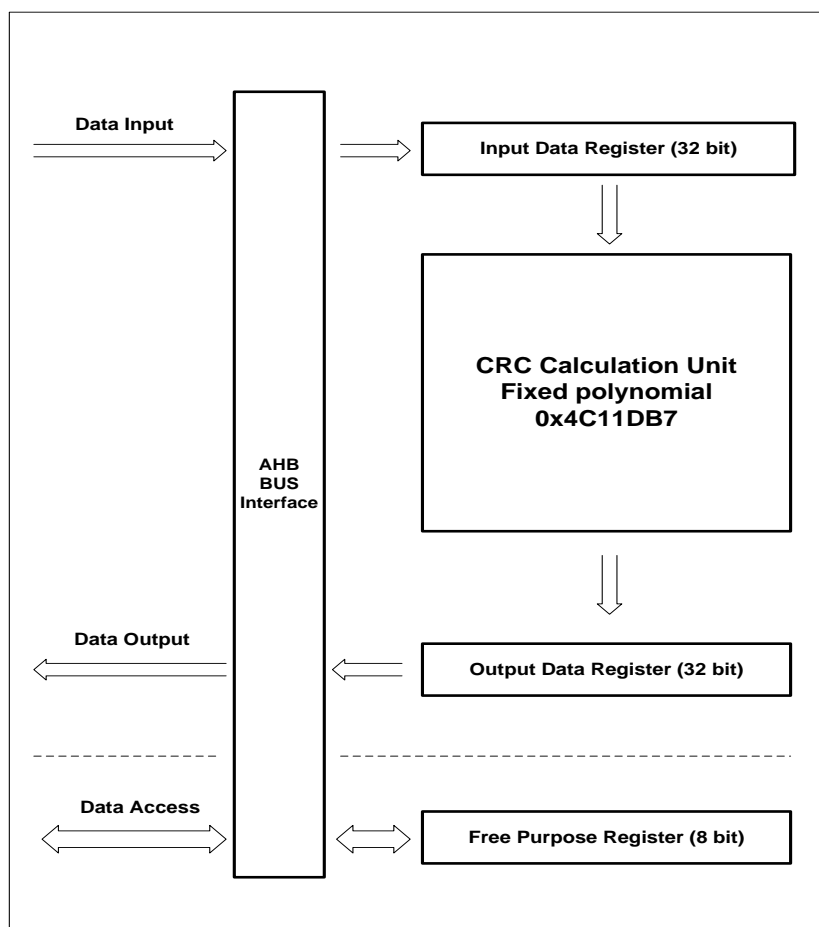 Data Input
Input Data Register (32 bit)
CRC Calculation Unit
Fixed polynomial
0x4C11DB7
AHB
BUS
Interface
Data Output
Output Data Register (32 bit)
Data Access
Free Purpose Register (8 bit)